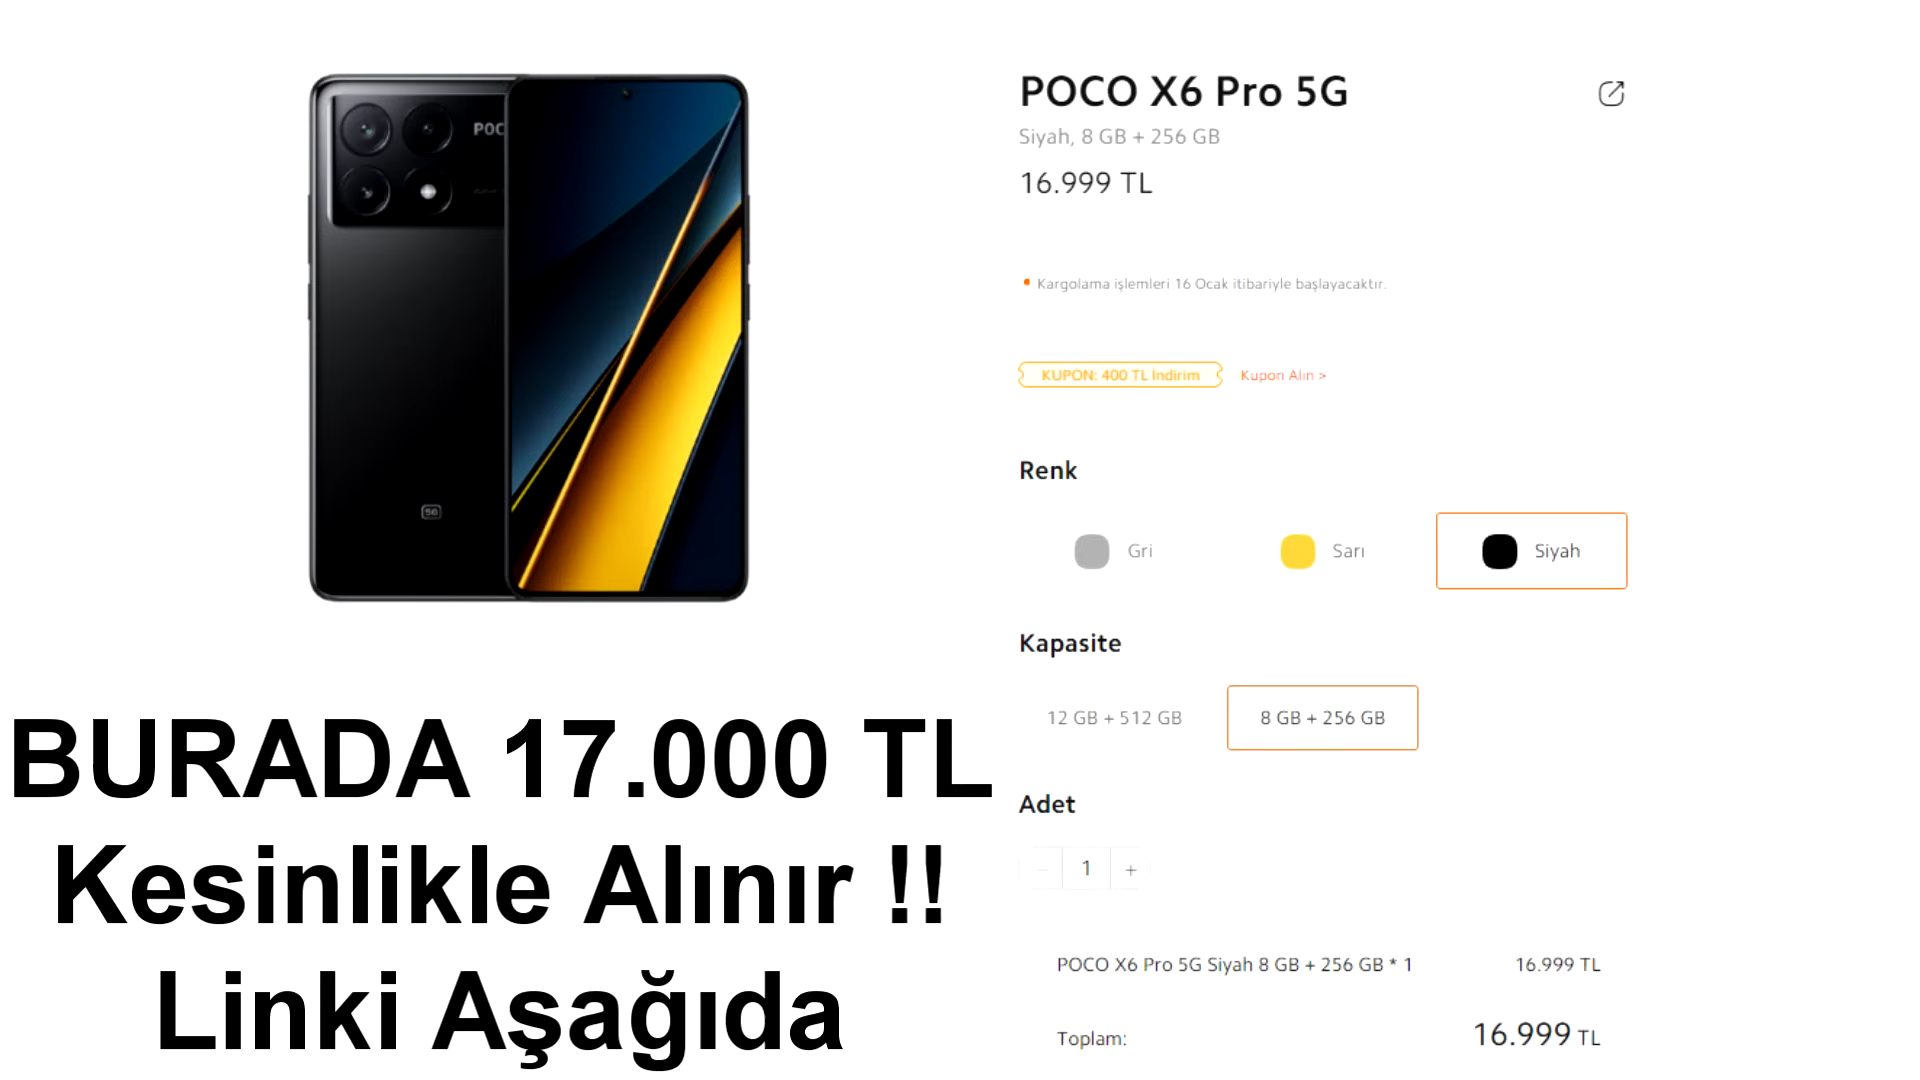 POCO X6 Pro 5G
Siyah, 8 GB + 256 GB
16.999 TL
Kargolama işlemleri 16 Ocak itibariyle başlayacaktır.
KUPON: 400 TL İndirim Kupon Alın >
Renk
Gri Sarı Siyah
Kapasite
12 GB + 512 GB 8 GB + 256 GB
Adet
− 1 +
POCO X6 Pro 5G Siyah 8 GB + 256 GB * 1 16.999 TL
Toplam: 16.999 TL
POC
5G
BURADA 17.000 TL
Kesinlikle Alınır !!
Linki Aşağıda